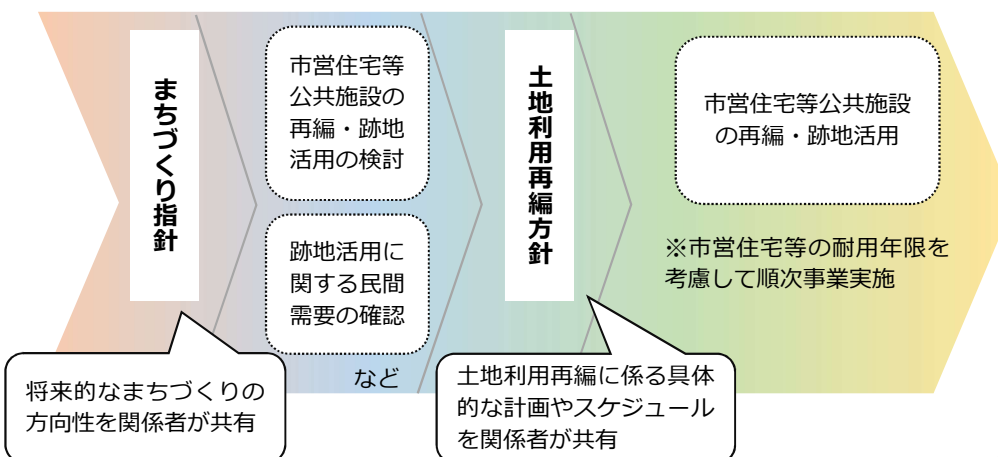 まちづくり指針
市営住宅等
公共施設の
再編・跡地
活用の検討
跡地活用に
関する民間
需要の確認
など
土地利用再編方針
市営住宅等公共施設
の再編・跡地活用
※市営住宅等の耐用年限を
考慮して順次事業実施
将来的なまちづくりの
方向性を関係者が共有
土地利用再編に係る具体
的な計画やスケジュール
を関係者が共有